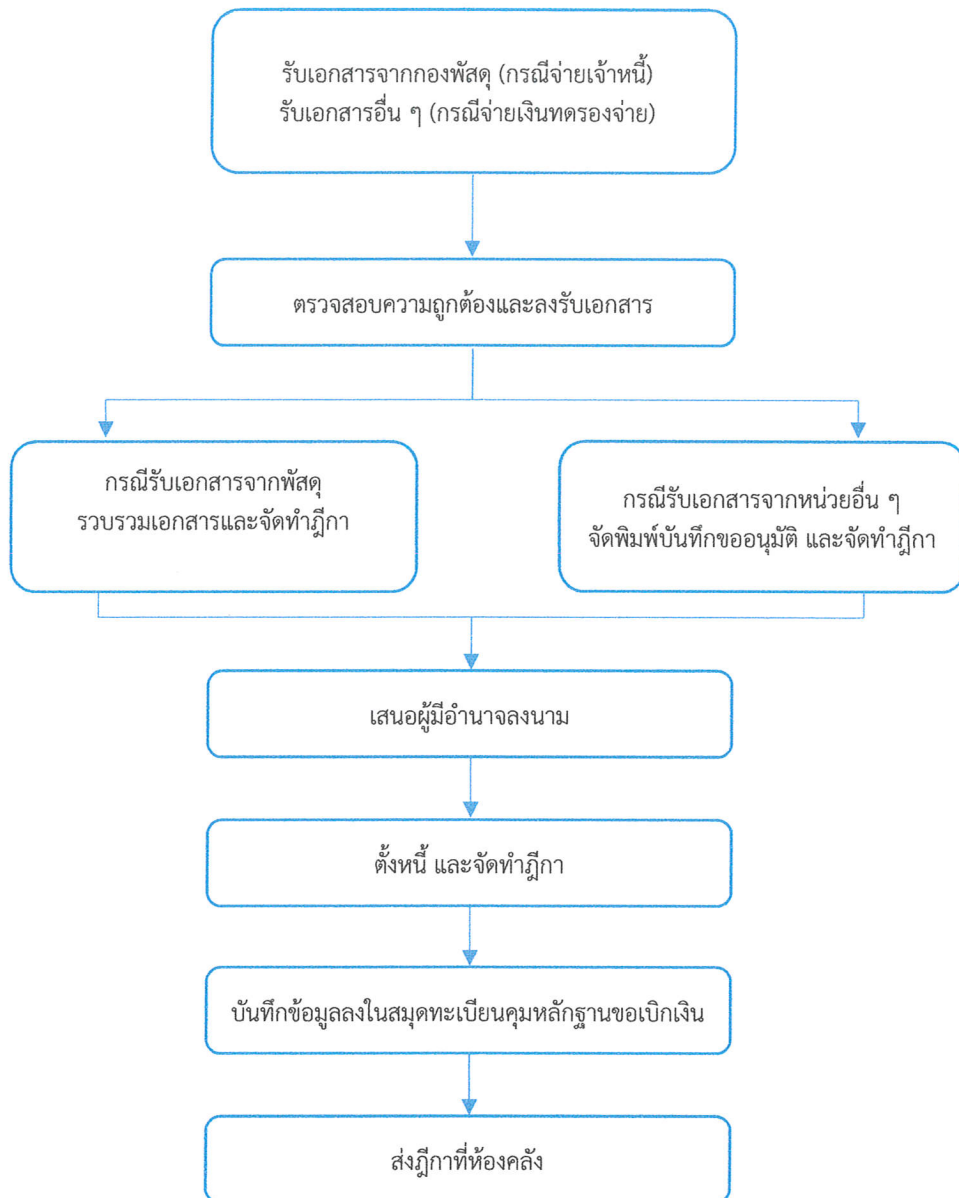 รับเอกสารจากกองพัสดุ (กรณีจ่ายเจ้าหนี้)
รับเอกสารอื่น ๆ (กรณีจ่ายเงินทดรองจ่าย)
ตรวจสอบความถูกต้องและลงรับเอกสาร
กรณีรับเอกสารจากพัสดุ
รวบรวมเอกสารและจัดทำฎีกา
กรณีรับเอกสารจากหน่วยอื่น ๆ
จัดพิมพ์บันทึกขออนุมัติ และจัดทำฎีกา
เสนอผู้มีอำนาจลงนาม
ตั้งหนี้ และจัดทำฎีกา
บันทึกข้อมูลลงในสมุดทะเบียนคุมหลักฐานขอเบิกเงิน
ส่งฎีกาที่ห้องคลัง